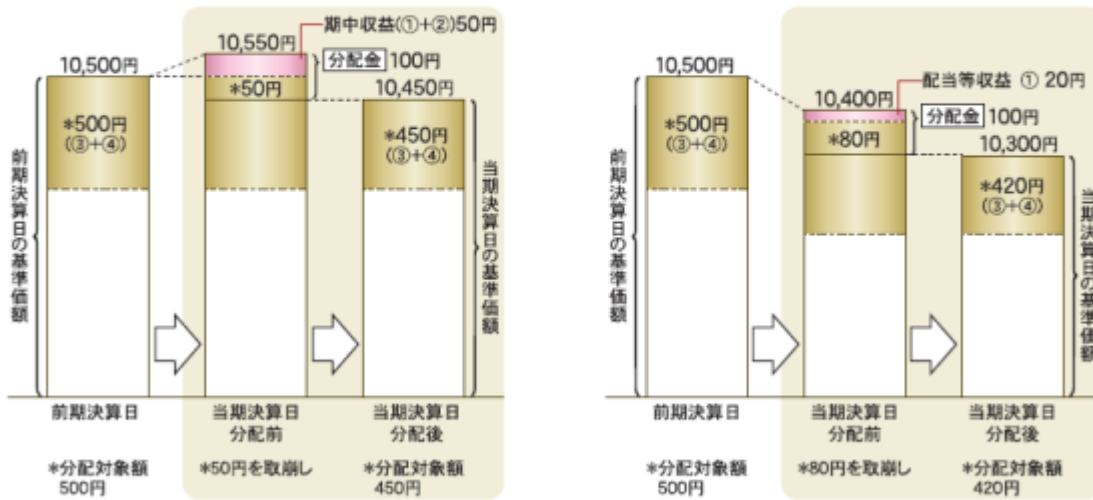 期中収益(①+②)50円
10,550円
分配金 100円
10,500円
*50円
10,450円
*500円
(③+④)
*450円
(③+④)
前期決算日の基準価額
当期決算日の基準価額
前期決算日
当期決算日
分配前
当期決算日
分配後
*分配対象額
500円
*50円を取崩し
*分配対象額
450円
10,500円
配当等収益 ① 20円
10,400円
分配金 100円
*500円
(③+④)
*80円
10,300円
*420円
(③+④)
前期決算日の基準価額
当期決算日の基準価額
前期決算日
当期決算日
分配前
当期決算日
分配後
*分配対象額
500円
*80円を取崩し
*分配対象額
420円